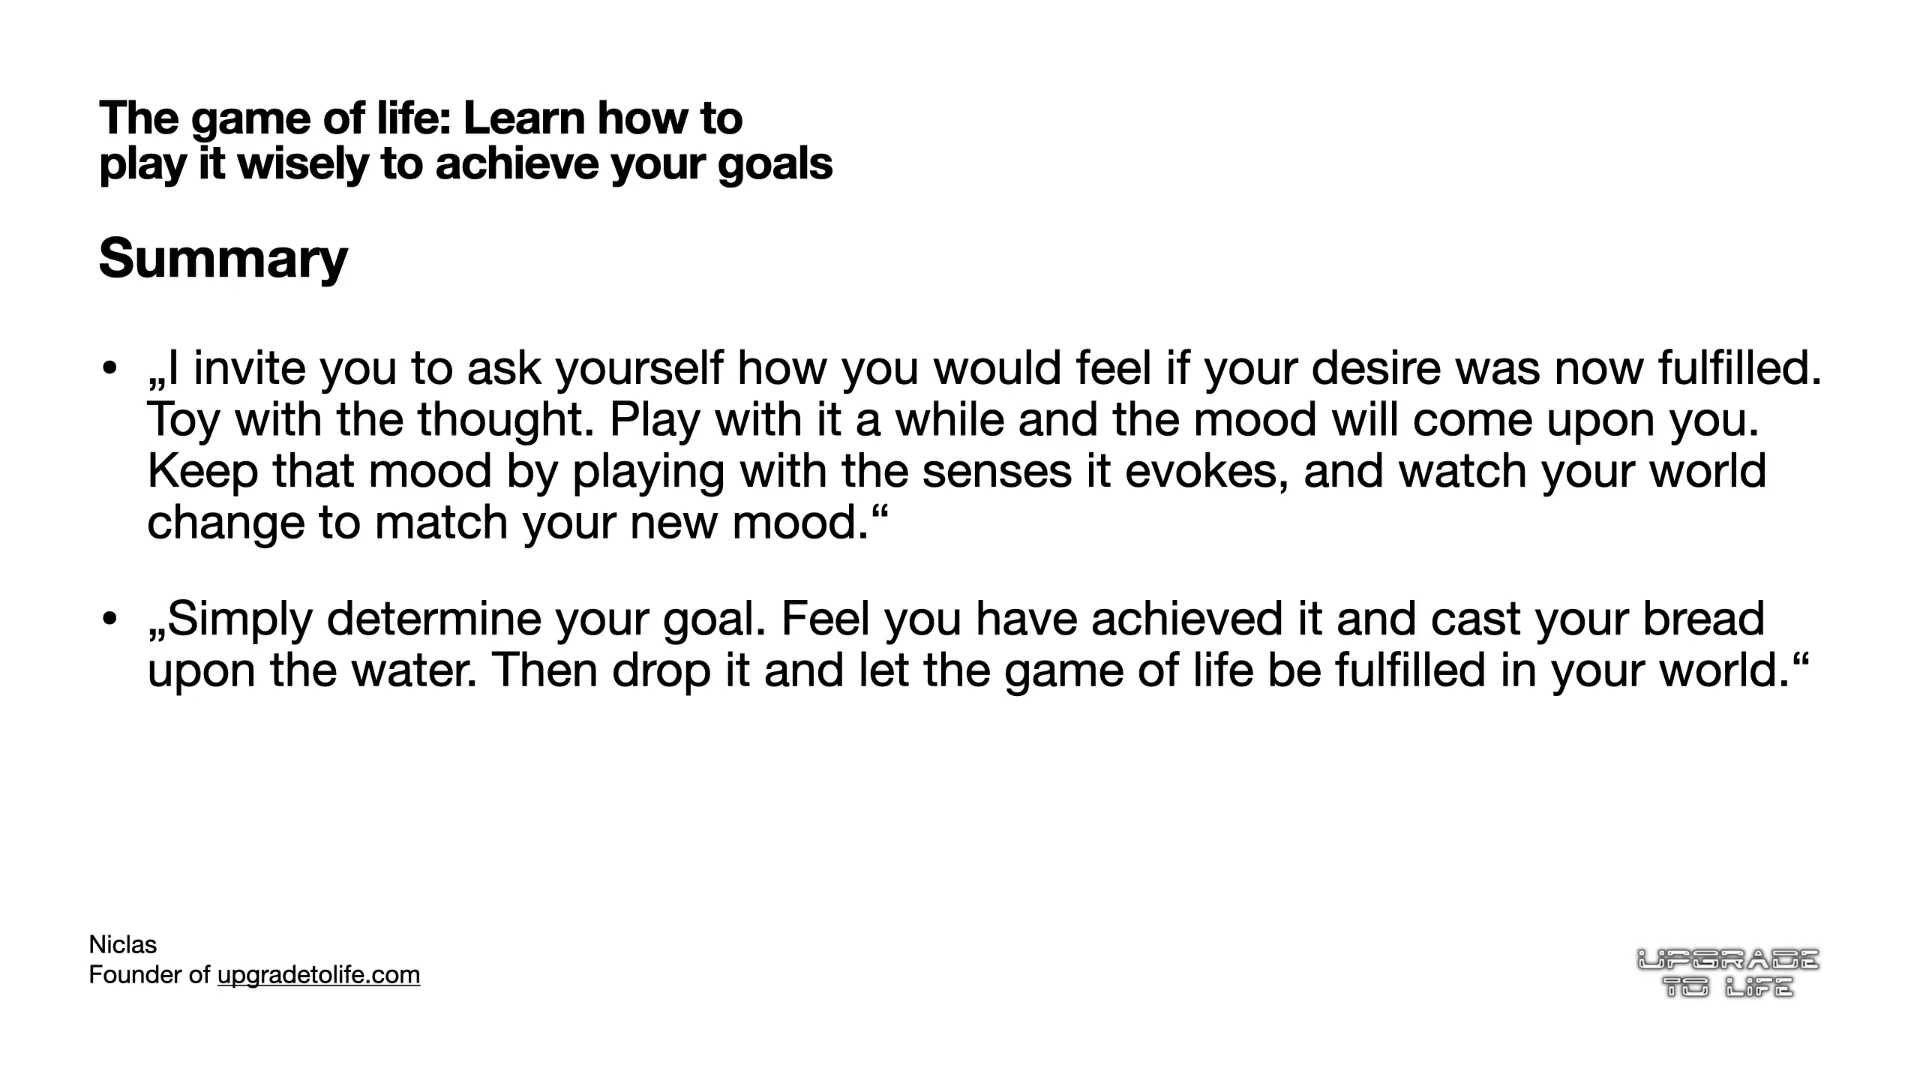 The game of life: Learn how to
play it wisely to achieve your goals
Summary
• „I invite you to ask yourself how you would feel if your desire was now fulfilled.
Toy with the thought. Play with it a while and the mood will come upon you.
Keep that mood by playing with the senses it evokes, and watch your world
change to match your new mood.“
• „Simply determine your goal. Feel you have achieved it and cast your bread
upon the water. Then drop it and let the game of life be fulfilled in your world.“
Niclas
Founder of upgradetolife.com
UPGRADE
TO LIFE